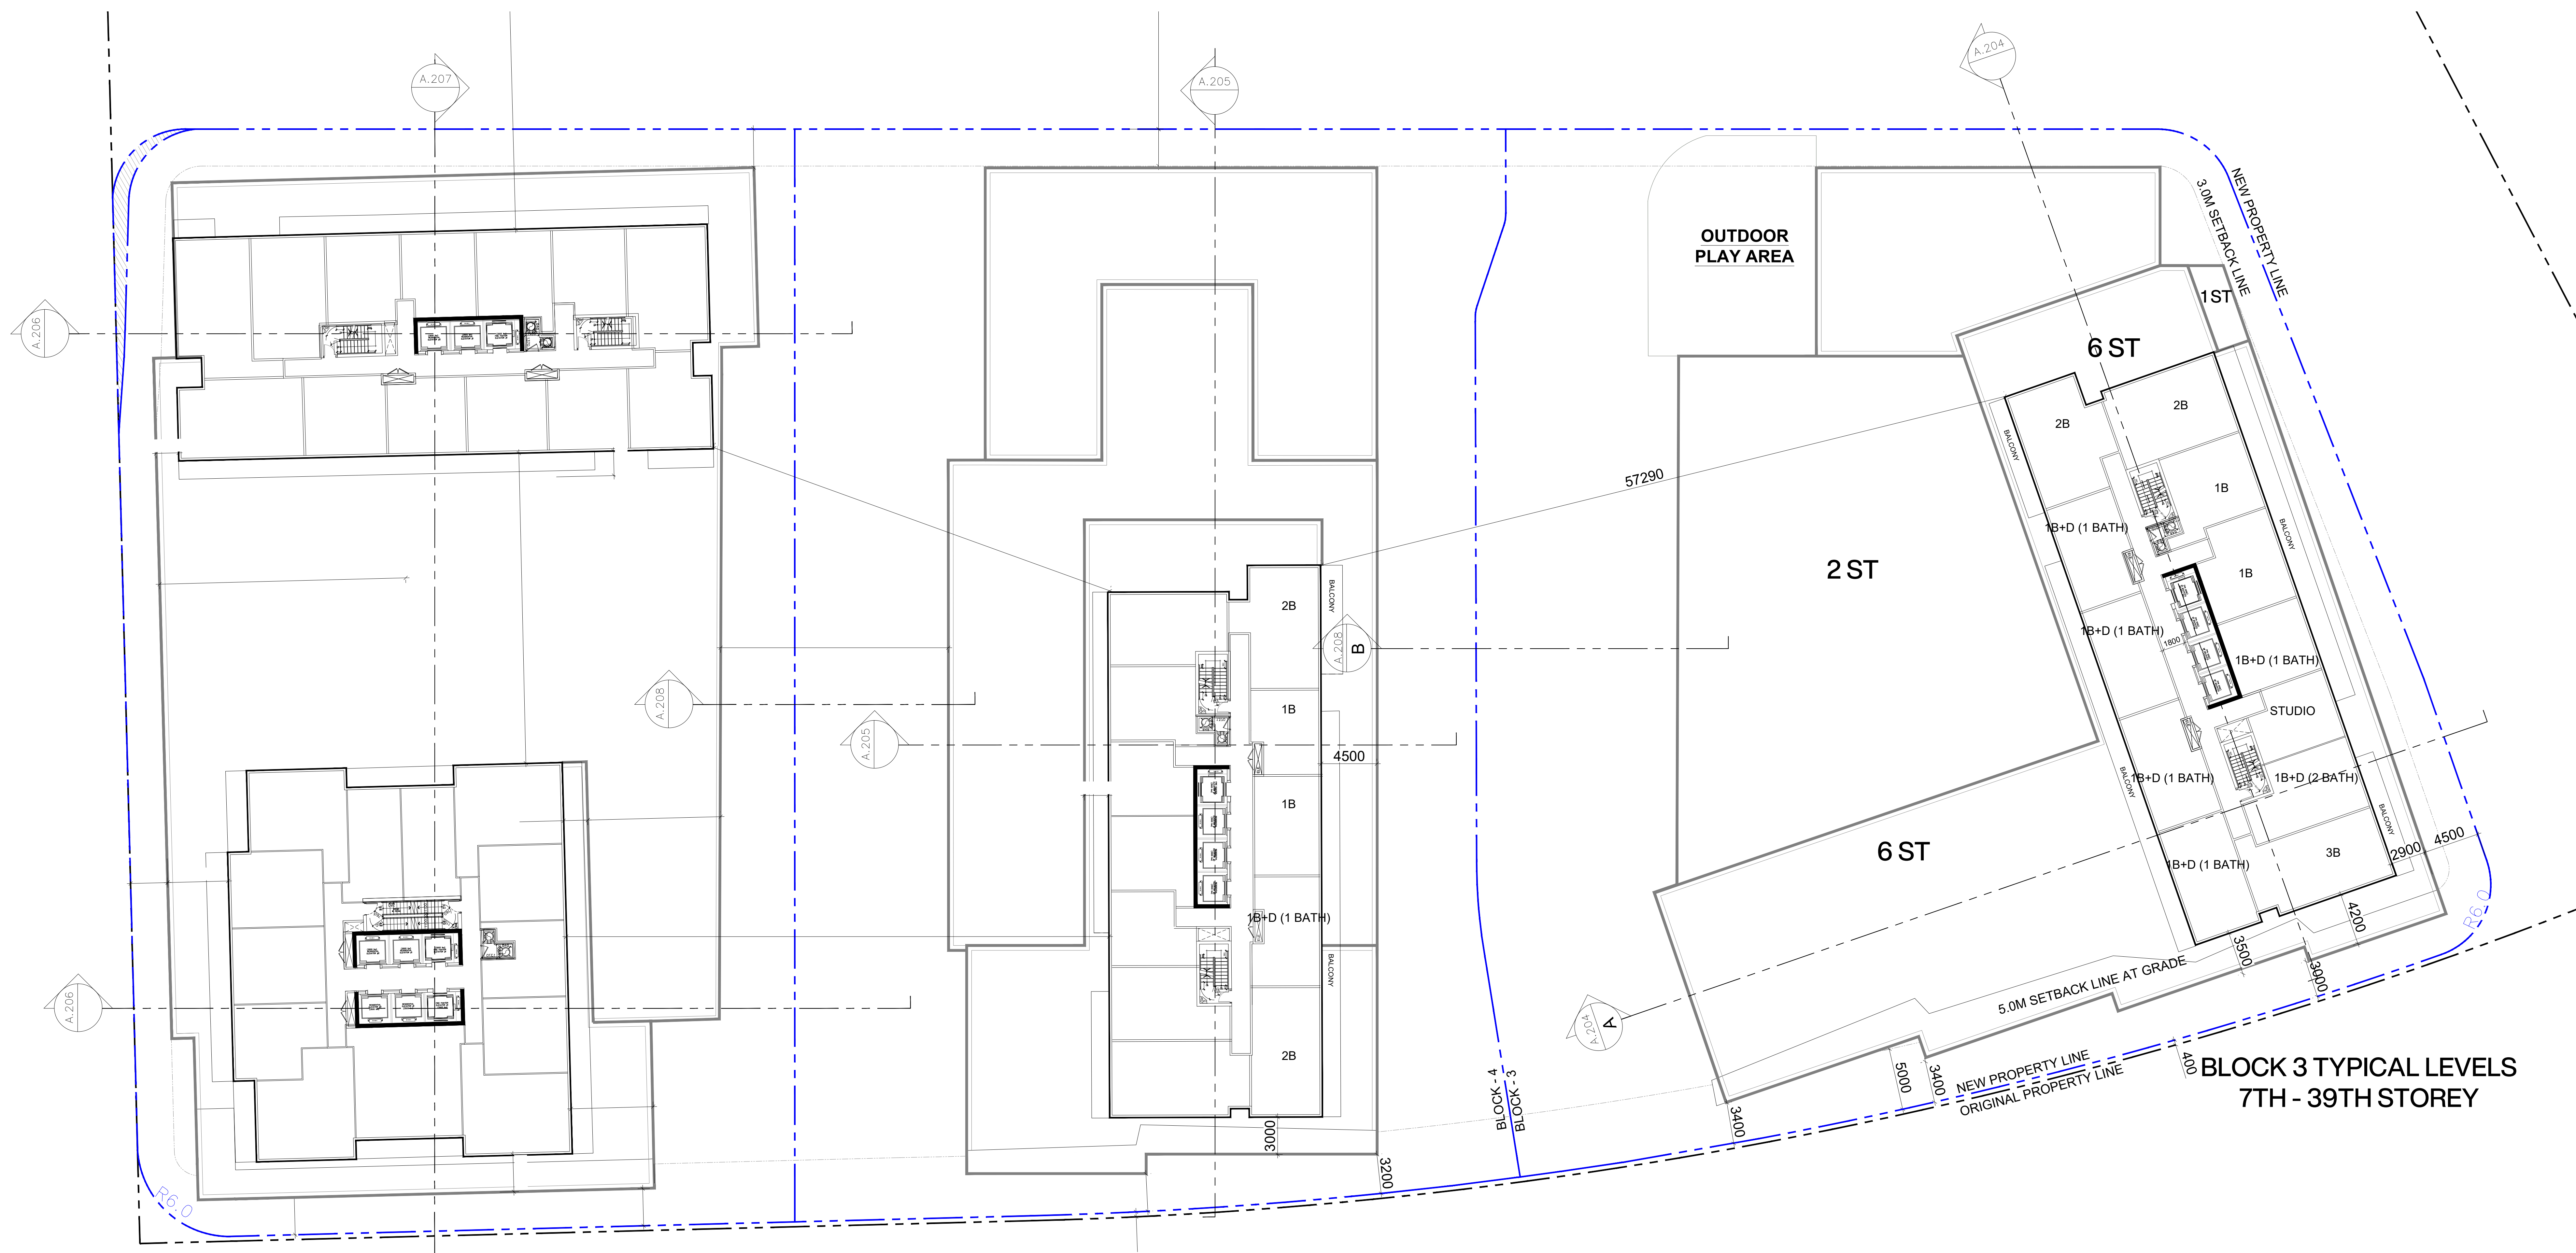 A.207
A.205
A.204
NEW PROPERTY LINE
3.0M SETBACK LINE
OUTDOOR
PLAY AREA
1ST
A.206
6 ST
2B
2B
BALCONY
57290
1B
1B+D (1 BATH)
BALCONY
2 ST
1B
2B
BALCONY
1B+D (1 BATH)
1800
A.208
B
1B+D (1 BATH)
A.208
1B
STUDIO
A.205
4500
1B+D (1 BATH)
1B+D (2 BATH)
BALCONY
1B
BALCONY
6 ST
3B
2900
4500
1B+D (1 BATH)
1B+D (1 BATH)
R6.0
4200
3500
3000
BALCONY
5.0M SETBACK LINE AT GRADE
A.206
A.204
A
2B
BLOCK - 4
BLOCK - 3
5000
3400
NEW PROPERTY LINE
ORIGINAL PROPERTY LINE
400
BLOCK 3 TYPICAL LEVELS
7TH - 39TH STOREY
3400
3000
3200
R6.0